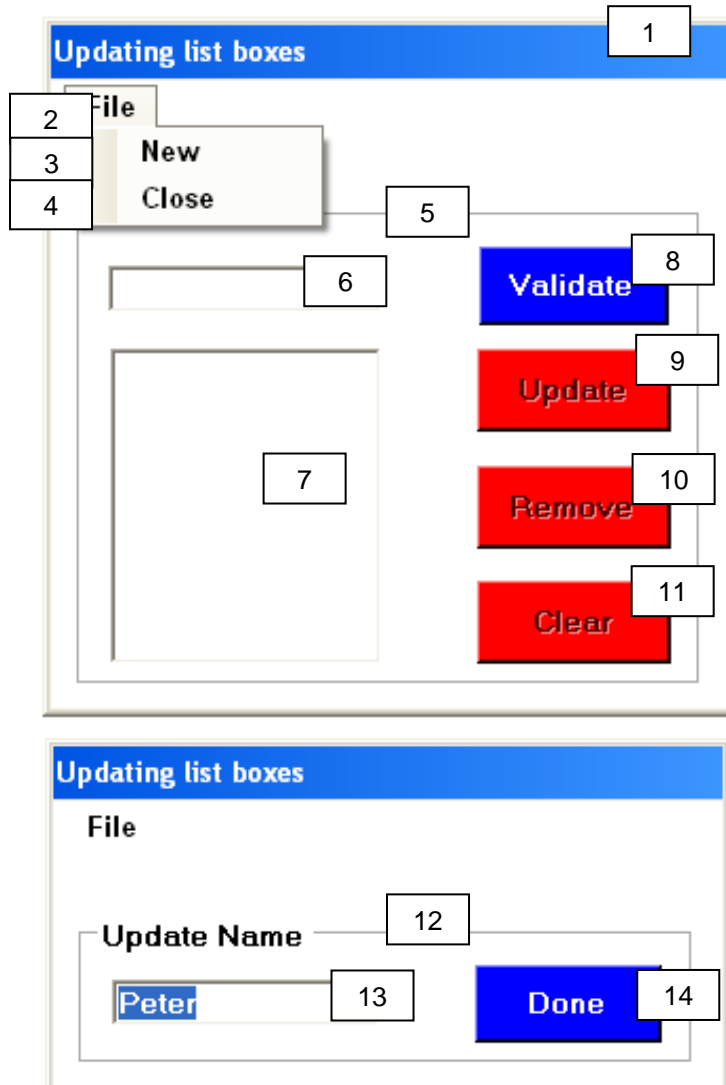 1
Updating list boxes
2 File
3 New
4 Close
5
6
8 Validate
9 Update
7
10 Remove
11 Clear
Updating list boxes
File
12
Update Name
Peter 13
Done 14